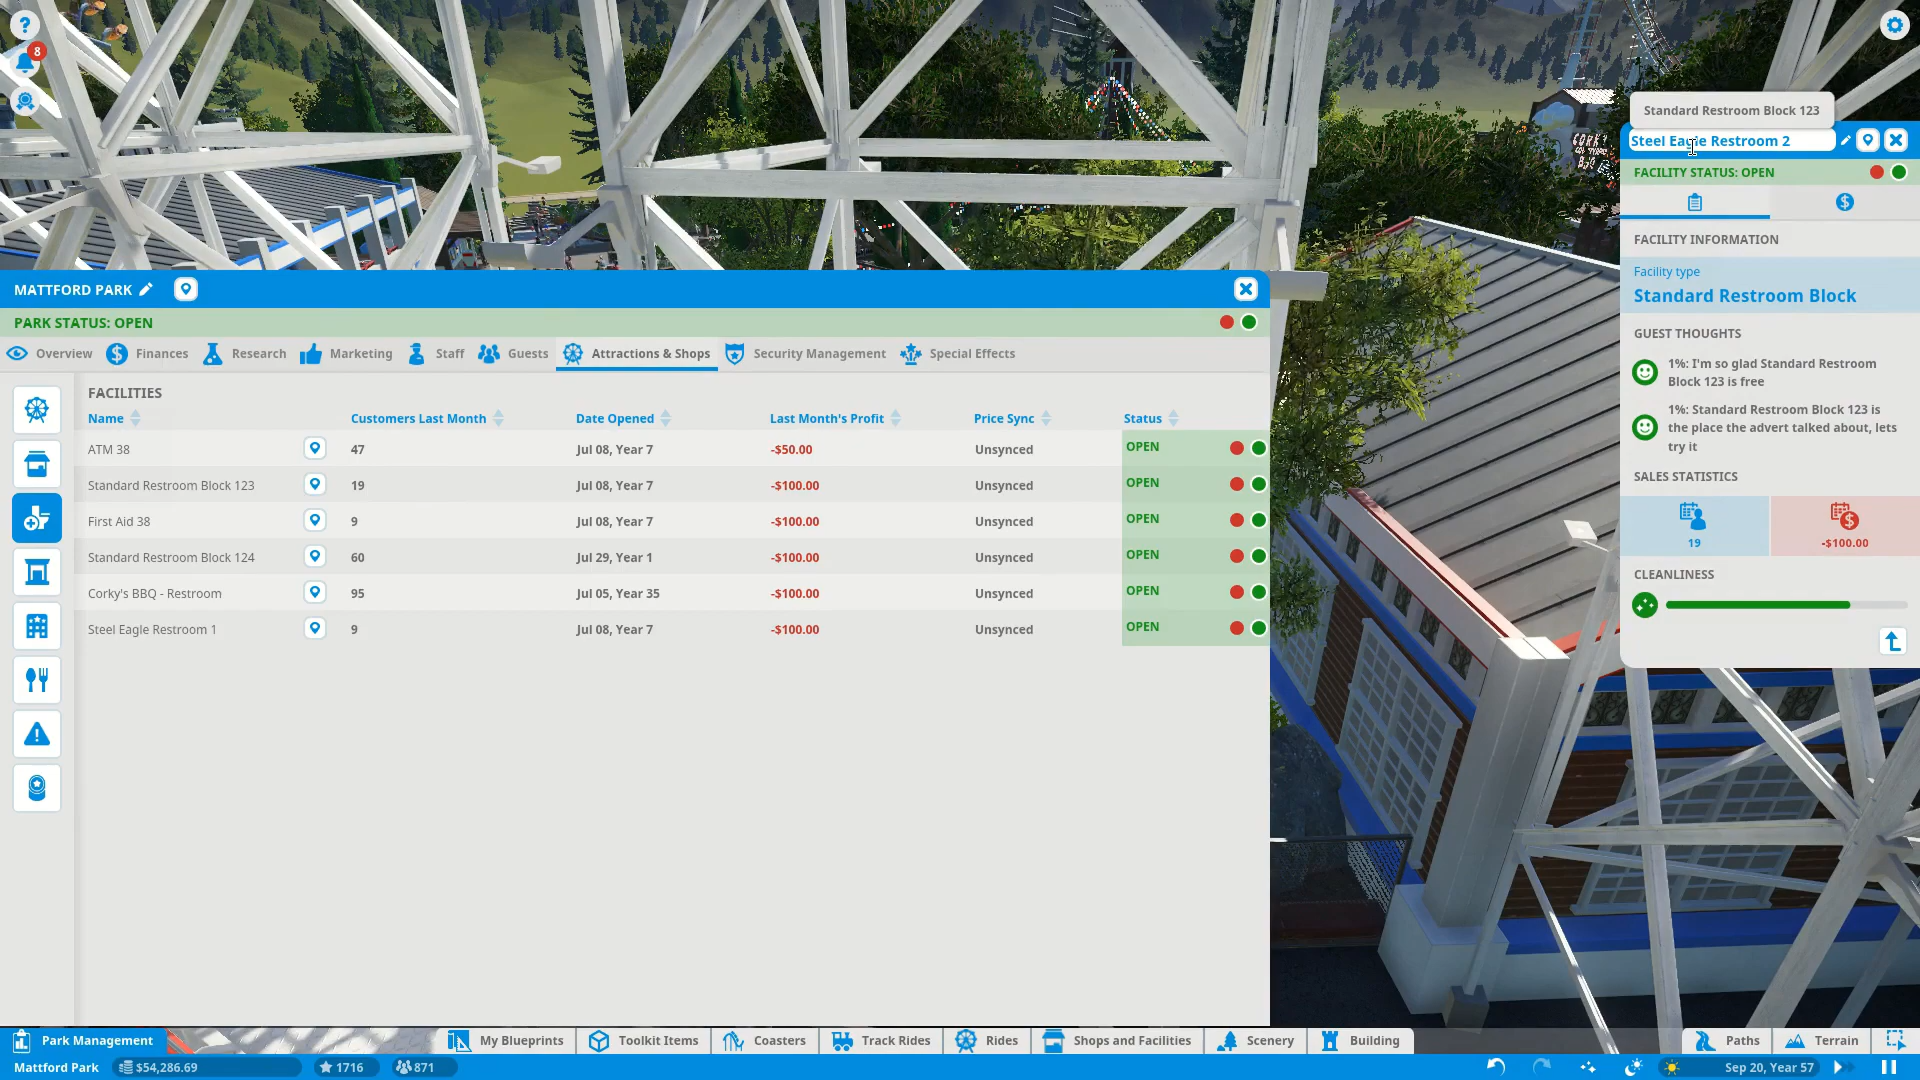 ?
8
Standard Restroom Block 123
Steel Eagle Restroom 2
FACILITY STATUS: OPEN
FACILITY INFORMATION
Facility type
Standard Restroom Block
GUEST THOUGHTS
1%: I'm so glad Standard Restroom
Block 123 is free
1%: Standard Restroom Block 123 is
the place the advert talked about, lets
try it
SALES STATISTICS
19 -$100.00
CLEANLINESS
CORKY'S
BBQ
MATTFORD PARK
PARK STATUS: OPEN
Overview Finances Research Marketing Staff Guests Attractions & Shops Security Management Special Effects
FACILITIES
Name Customers Last Month Date Opened Last Month's Profit Price Sync Status
ATM 38 47 Jul 08, Year 7 -$50.00 Unsynced OPEN
Standard Restroom Block 123 19 Jul 08, Year 7 -$100.00 Unsynced OPEN
First Aid 38 9 Jul 08, Year 7 -$100.00 Unsynced OPEN
Standard Restroom Block 124 60 Jul 29, Year 1 -$100.00 Unsynced OPEN
Corky's BBQ - Restroom 95 Jul 05, Year 35 -$100.00 Unsynced OPEN
Steel Eagle Restroom 1 9 Jul 08, Year 7 -$100.00 Unsynced OPEN
Park Management My Blueprints Toolkit Items Coasters Track Rides Rides Shops and Facilities Scenery Building Paths Terrain
Mattford Park $54,286.69 1716 871 Sep 20, Year 57